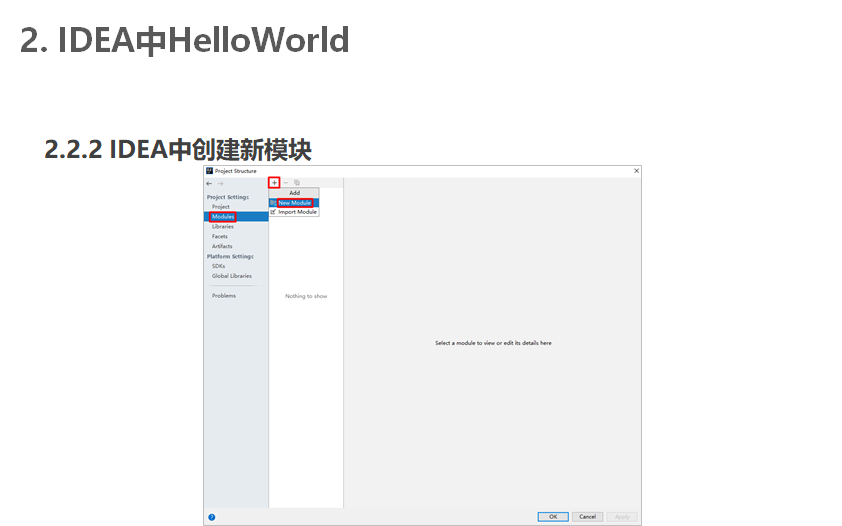 2. IDEA中HelloWorld
2.2.2 IDEA中创建新模块
Project Structure
Add
Project Settings
New Module
Project
Import Module
Modules
Libraries
Facets
Artifacts
Platform Settings
SDKs
Global Libraries
Problems
Nothing to show
Select a module to view or edit its details here
OK
Cancel
Apply